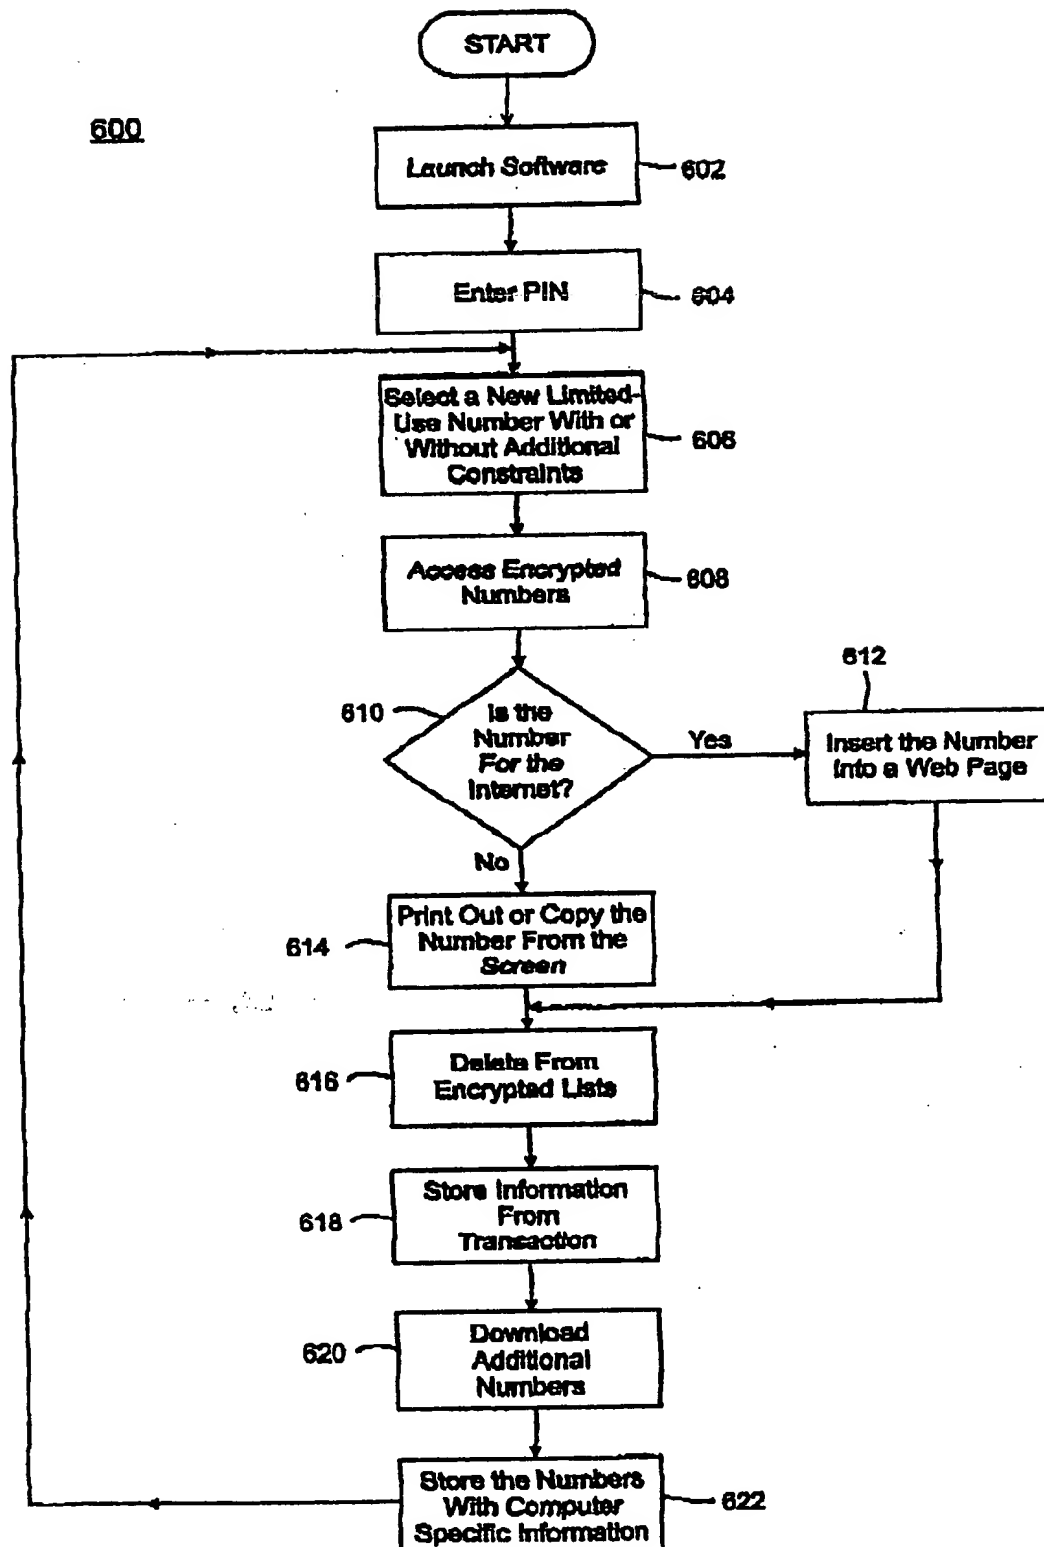 START
600
Launch Software
602
Enter PIN
604
Select a New Limited-
Use Number With or
Without Additional
Constraints
606
Access Encrypted
Numbers
608
612
610
Is the
Number
For the
Internet?
Yes
Insert the Number
Into a Web Page
No
Print Out or Copy the
Number From the
Screen
614
Delete From
Encrypted Lists
616
Store Information
From
Transaction
618
Download
Additional
Numbers
620
Store the Numbers
With Computer
Specific Information
622